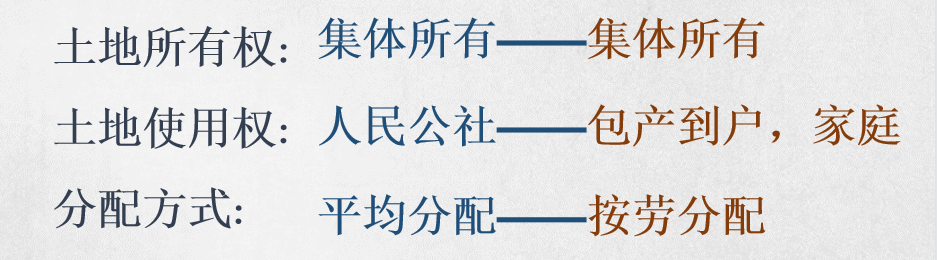 土地所有权: 集体所有——集体所有
土地使用权: 人民公社——包产到户，家庭
分配方式: 平均分配——按劳分配